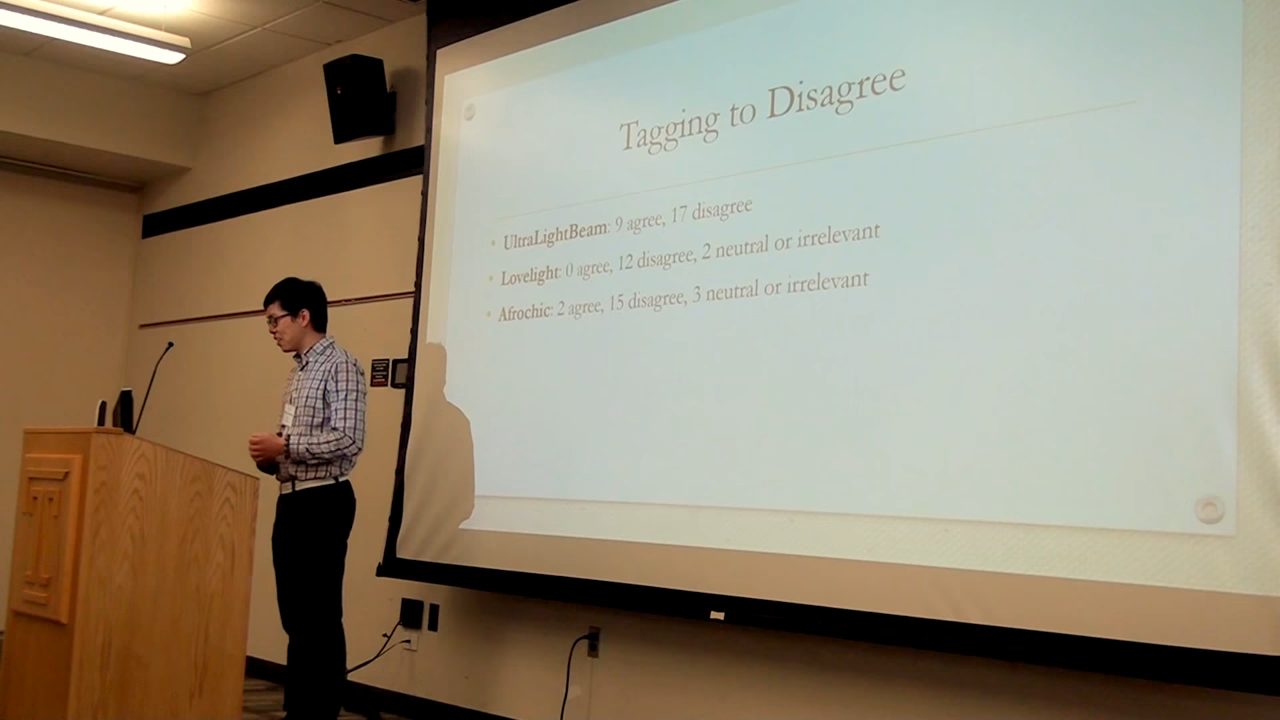 Tagging to Disagree
UltraLightBeam: 9 agree, 17 disagree
Lovelight: 0 agree, 12 disagree, 2 neutral or irrelevant
Afrochic: 2 agree, 15 disagree, 3 neutral or irrelevant
T